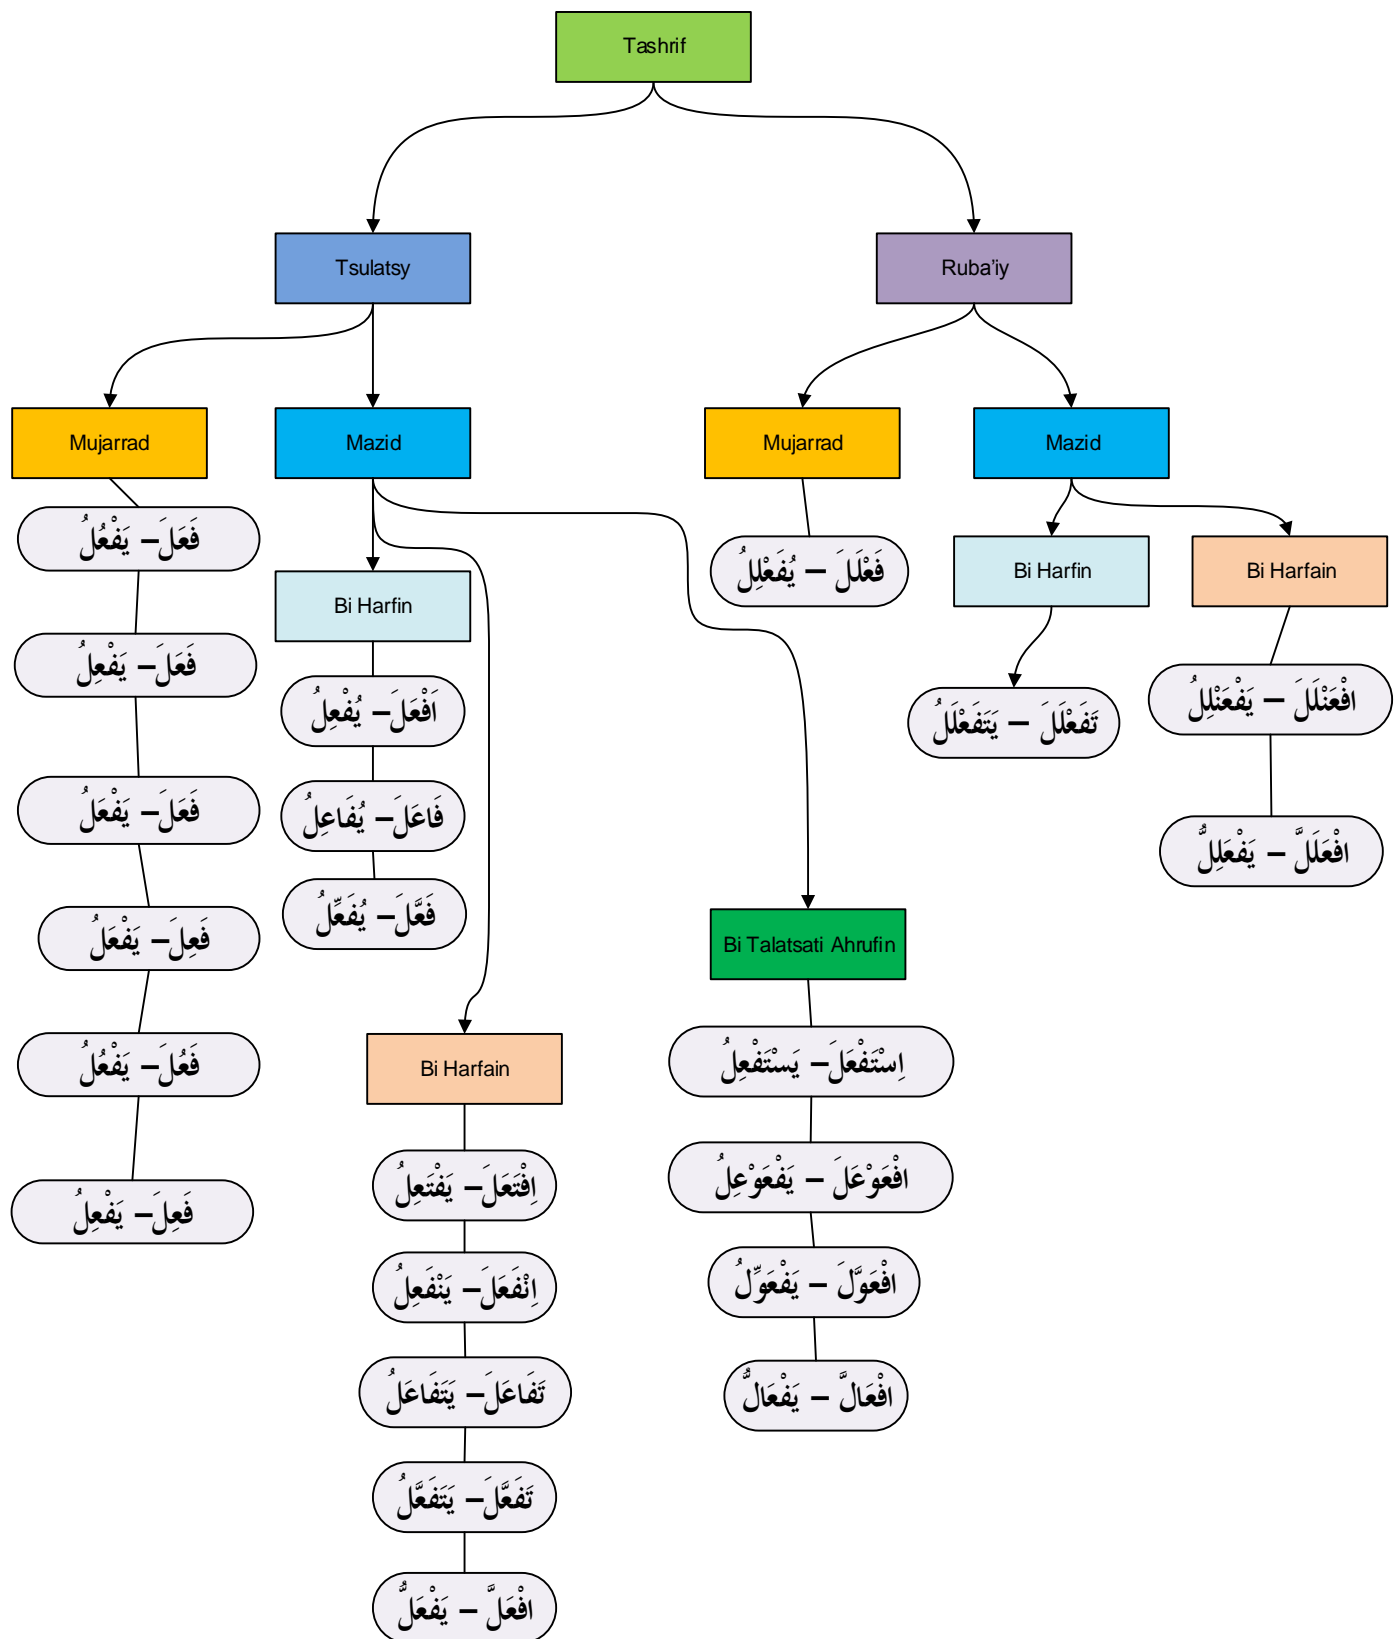 Tashrif
Tsulatsy
Ruba'iy
Mujarrad
Mazid
Mujarrad
Mazid
فَعَلَ – يَفْعُلُ
فَعَلَ – يَفْعِلُ
فَعَلَ – يَفْعَلُ
فَعِلَ – يَفْعَلُ
فَعُلَ – يَفْعُلُ
فَعِلَ – يَفْعِلُ
Bi Harfin
اَفْعَلَ – يُفْعِلُ
فَاعَلَ – يُفَاعِلُ
فَعَّلَ – يُفَعِّلُ
Bi Harfain
اِفْتَعَلَ – يَفْتَعِلُ
اِنْفَعَلَ – يَنْفَعِلُ
تَفَاعَلَ – يَتَفَاعَلُ
تَفَعَّلَ – يَتَفَعَّلُ
افْعَلَّ – يَفْعَلُّ
Bi Talatsati Ahrufin
اِسْتَفْعَلَ – يَسْتَفْعِلُ
افْعَوْعَلَ – يَفْعَوْعِلُ
افْعَوَّلَ – يَفْعَوِّلُ
افْعَالَّ – يَفْعَالُّ
فَعْلَلَ – يُفَعْلِلُ
Bi Harfin
تَفَعْلَلَ – يَتَفَعْلَلُ
Bi Harfain
افْعَنْلَلَ – يَفْعَنْلِلُ
افْعَلَلَّ – يَفْعَلِلُّ